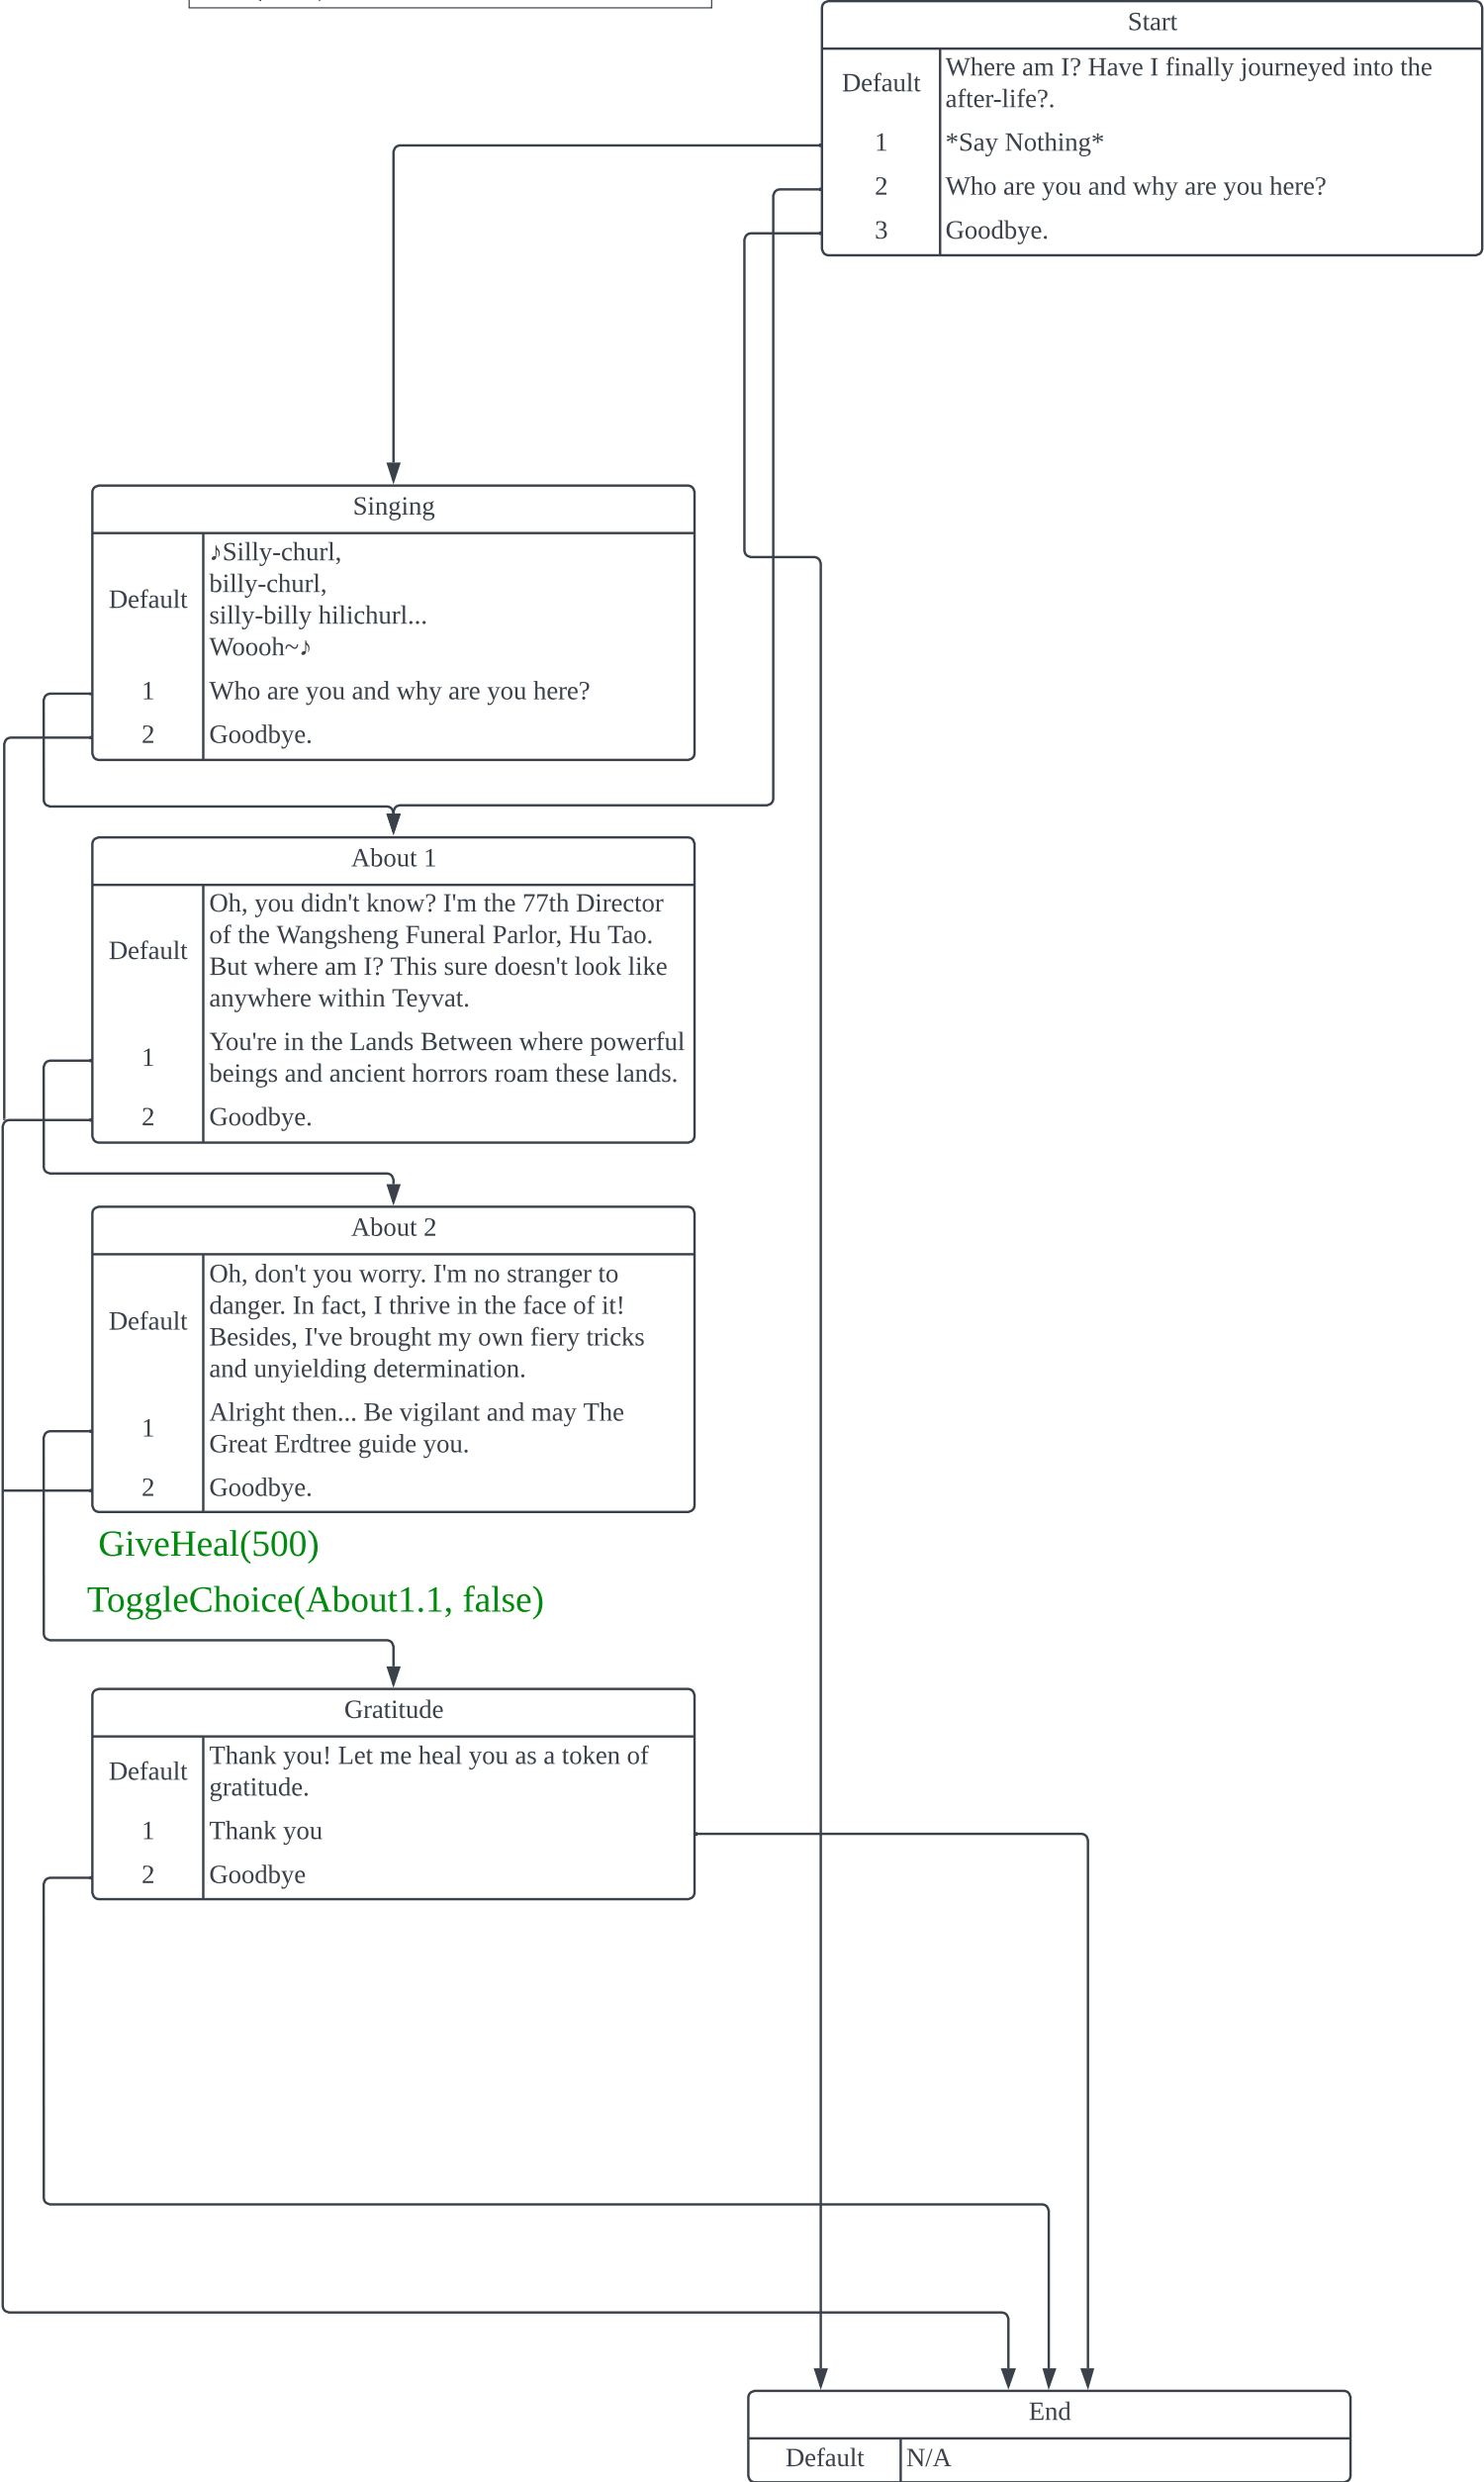 Start
Default
Where am I? Have I finally journeyed into the
after-life?.
1
*Say Nothing*
2
Who are you and why are you here?
3
Goodbye.
Singing
Default
♪Silly-churl,
billy-churl,
silly-billy hilichurl...
Woooh~♪
1
Who are you and why are you here?
2
Goodbye.
About 1
Default
Oh, you didn't know? I'm the 77th Director
of the Wangsheng Funeral Parlor, Hu Tao.
But where am I? This sure doesn't look like
anywhere within Teyvat.
1
You're in the Lands Between where powerful
beings and ancient horrors roam these lands.
2
Goodbye.
About 2
Default
Oh, don't you worry. I'm no stranger to
danger. In fact, I thrive in the face of it!
Besides, I've brought my own fiery tricks
and unyielding determination.
1
Alright then... Be vigilant and may The
Great Erdtree guide you.
2
Goodbye.
GiveHeal(500)
ToggleChoice(About1.1, false)
Gratitude
Default
Thank you! Let me heal you as a token of
gratitude.
1
Thank you
2
Goodbye
End
Default
N/A